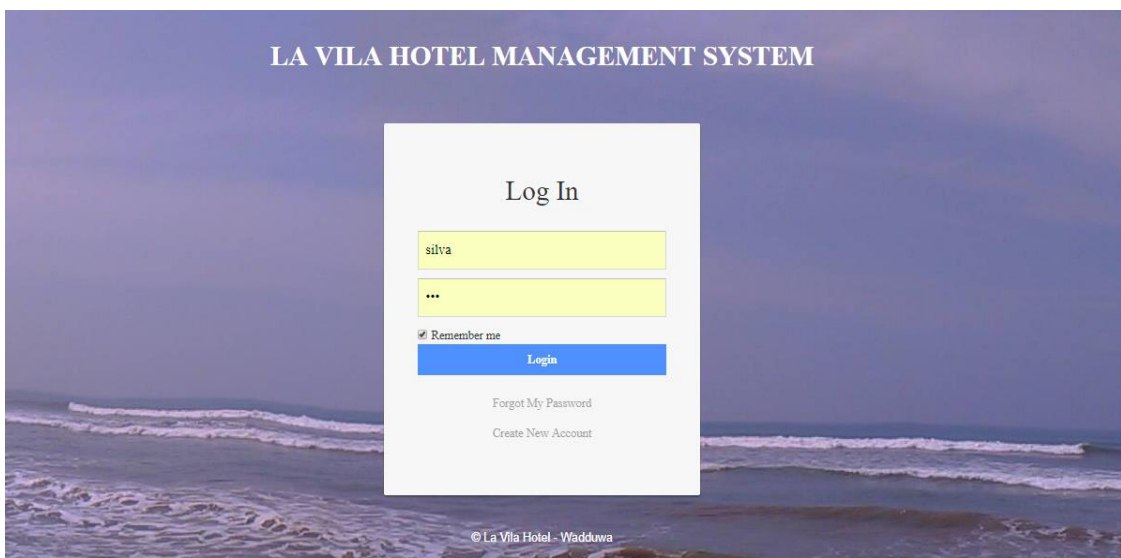 LA VILA HOTEL MANAGEMENT SYSTEM
Log In
silva
•••
Remember me
Login
Forgot My Password
Create New Account
© La Vila Hotel - Wadduwa